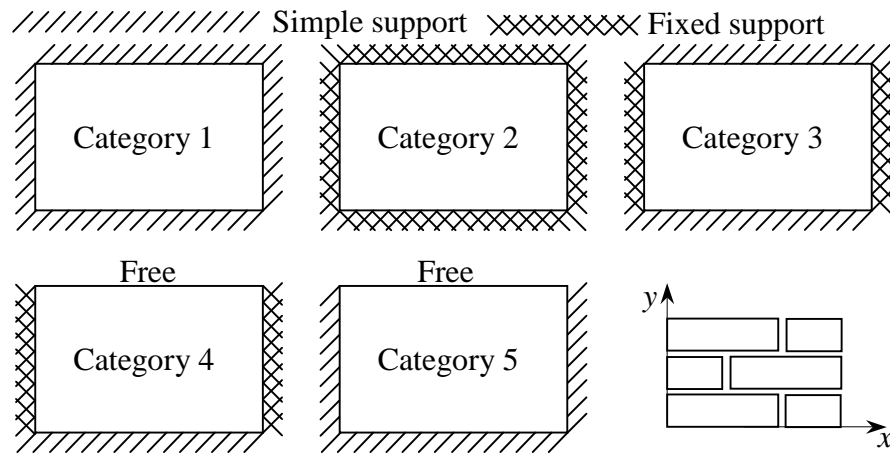 Simple support Fixed support
Category 1 Category 2 Category 3
Free Free
Category 4 Category 5
y
x